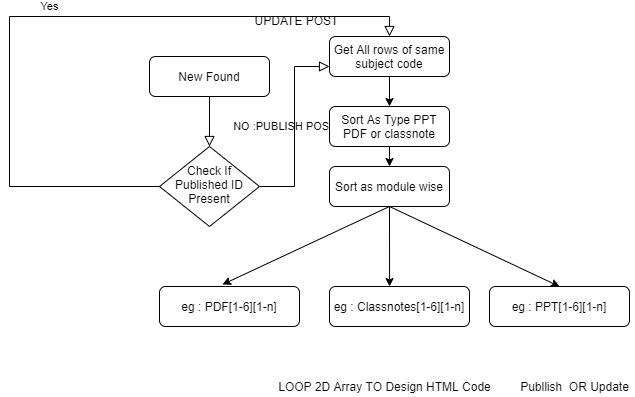 Yes
UPDATE POST
Get All rows of same
subject code
New Found
NO :PUBLISH POS
Sort As Type PPT
PDF or classnote
Check If
Published ID
Present
Sort as module wise
eg : PDF[1-6][1-n]
eg : Classnotes[1-6][1-n]
eg : PPT[1-6][1-n]
LOOP 2D Array TO Design HTML Code
Publlish OR Update